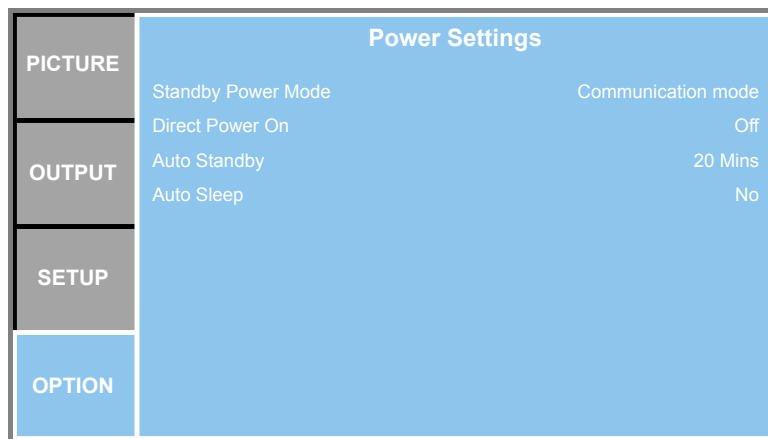 Power Settings
PICTURE
Standby Power Mode Communication mode
Direct Power On Off
OUTPUT
Auto Standby 20 Mins
Auto Sleep No
SETUP
OPTION